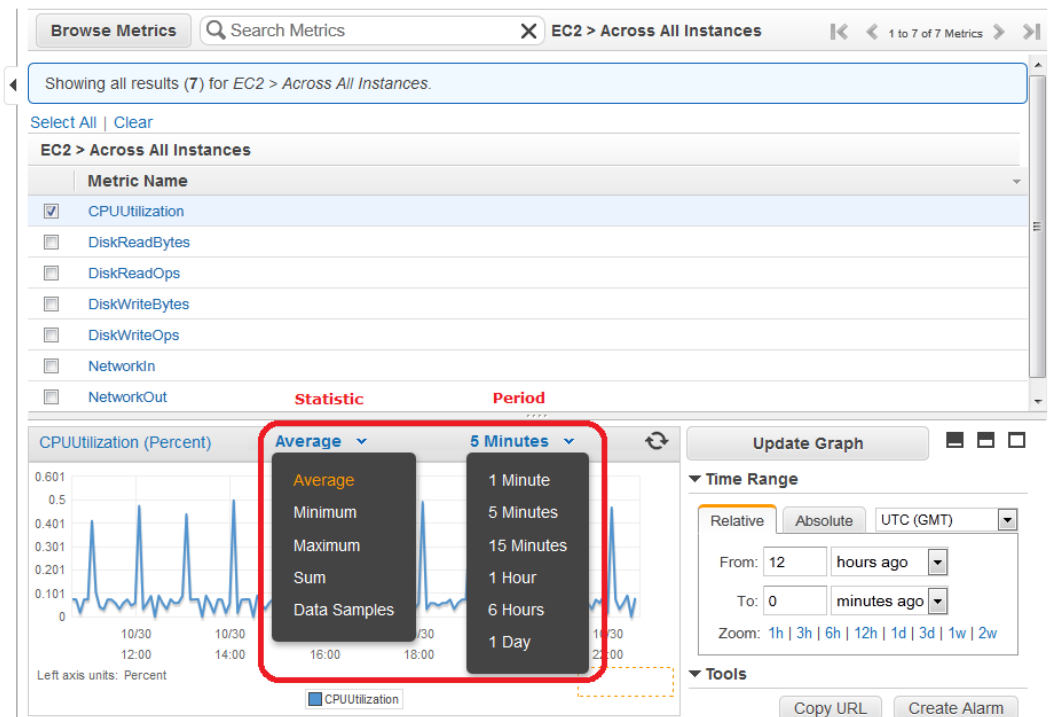 Browse Metrics Search Metrics EC2 > Across All Instances 1 to 7 of 7 Metrics
Showing all results (7) for EC2 > Across All Instances.
Select All | Clear
EC2 > Across All Instances
Metric Name
CPUUtilization
DiskReadBytes
DiskReadOps
DiskWriteBytes
DiskWriteOps
NetworkIn
NetworkOut
Statistic Period
CPUUtilization (Percent) Average 5 Minutes
Average
Minimum
Maximum
Sum
Data Samples
1 Minute
5 Minutes
15 Minutes
1 Hour
6 Hours
1 Day
0.601
0.5
0.401
0.301
0.201
0.101
0
10/30 10/30 /30 10/30
12:00 14:00 16:00 18:00 22:00
Left axis units: Percent
CPUUtilization
Update Graph
Time Range
Relative Absolute UTC (GMT)
From: 12 hours ago
To: 0 minutes ago
Zoom: 1h | 3h | 6h | 12h | 1d | 3d | 1w | 2w
Tools
Copy URL Create Alarm